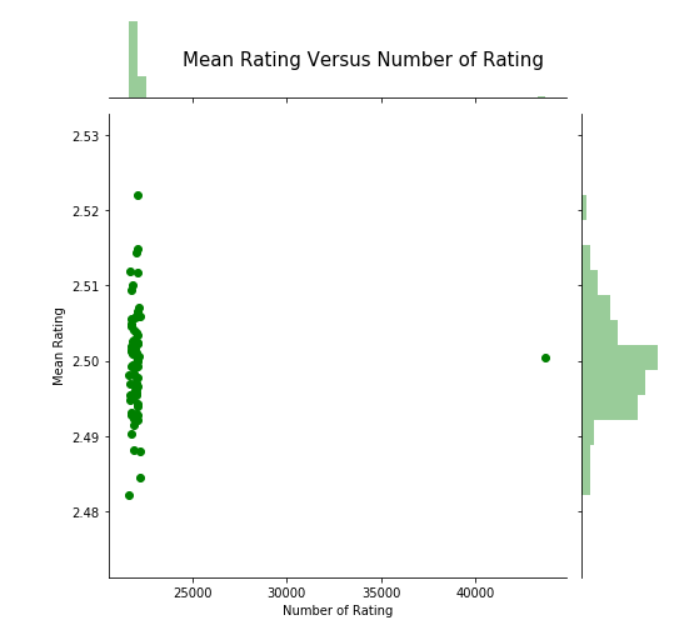 Mean Rating Versus Number of Rating
2.53
2.52
2.51
2.50
2.49
2.48
Mean Rating
25000 30000 35000 40000
Number of Rating